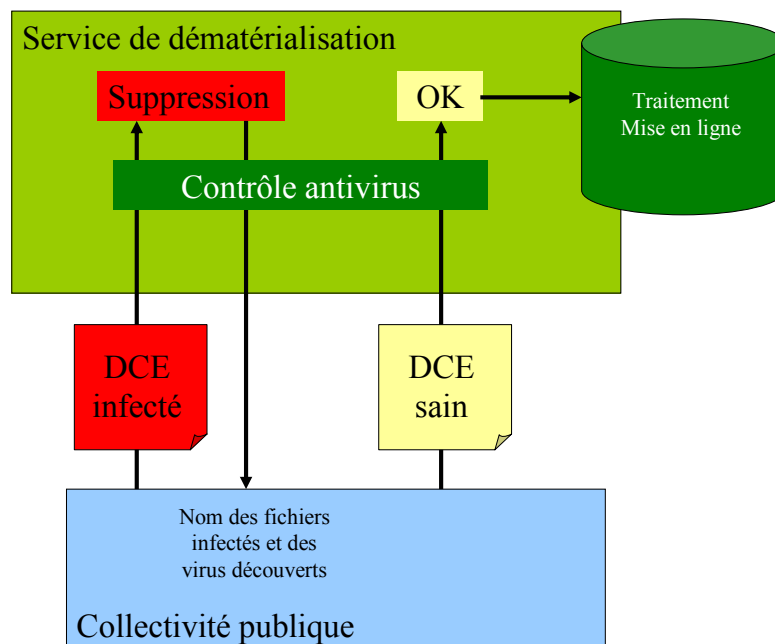 Service de dématérialisation
Suppression
OK
Traitement
Mise en ligne
Contrôle antivirus
DCE
infecté
DCE
sain
Nom des fichiers
infectés et des
virus découverts
Collectivité publique